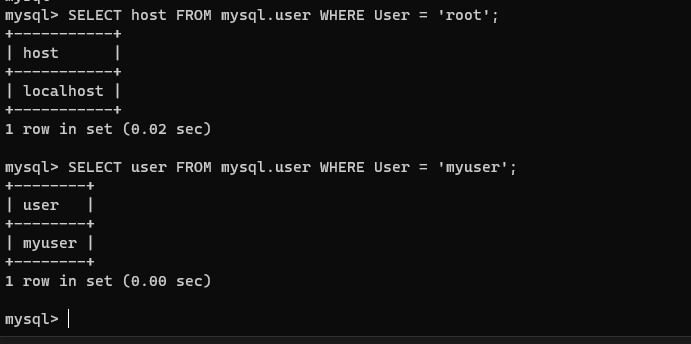 mysql> SELECT host FROM mysql.user WHERE User = 'root';
+-----------+
| host      |
+-----------+
| localhost |
+-----------+
1 row in set (0.02 sec)
mysql> SELECT user FROM mysql.user WHERE User = 'myuser';
+--------+
| user   |
+--------+
| myuser |
+--------+
1 row in set (0.00 sec)
mysql>